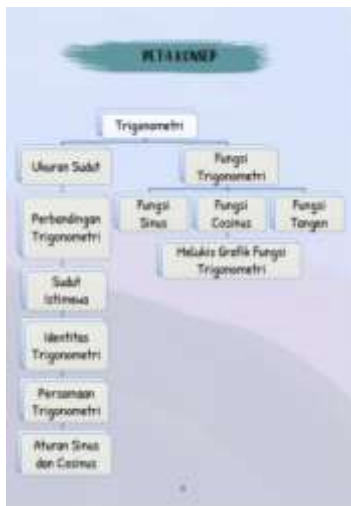 PETA KONSEP
Trigonometri
Ukuran Sudut
Fungsi
Trigonometri
Perbandingan
Trigonometri
Fungsi
Sinus
Fungsi
Cosinus
Fungsi
Tangen
Melukis Grafik Fungsi
Trigonometri
Sudut
Istimewa
Identitas
Trigonometri
Persamaan
Trigonometri
Aturan Sinus
dan Cosinus